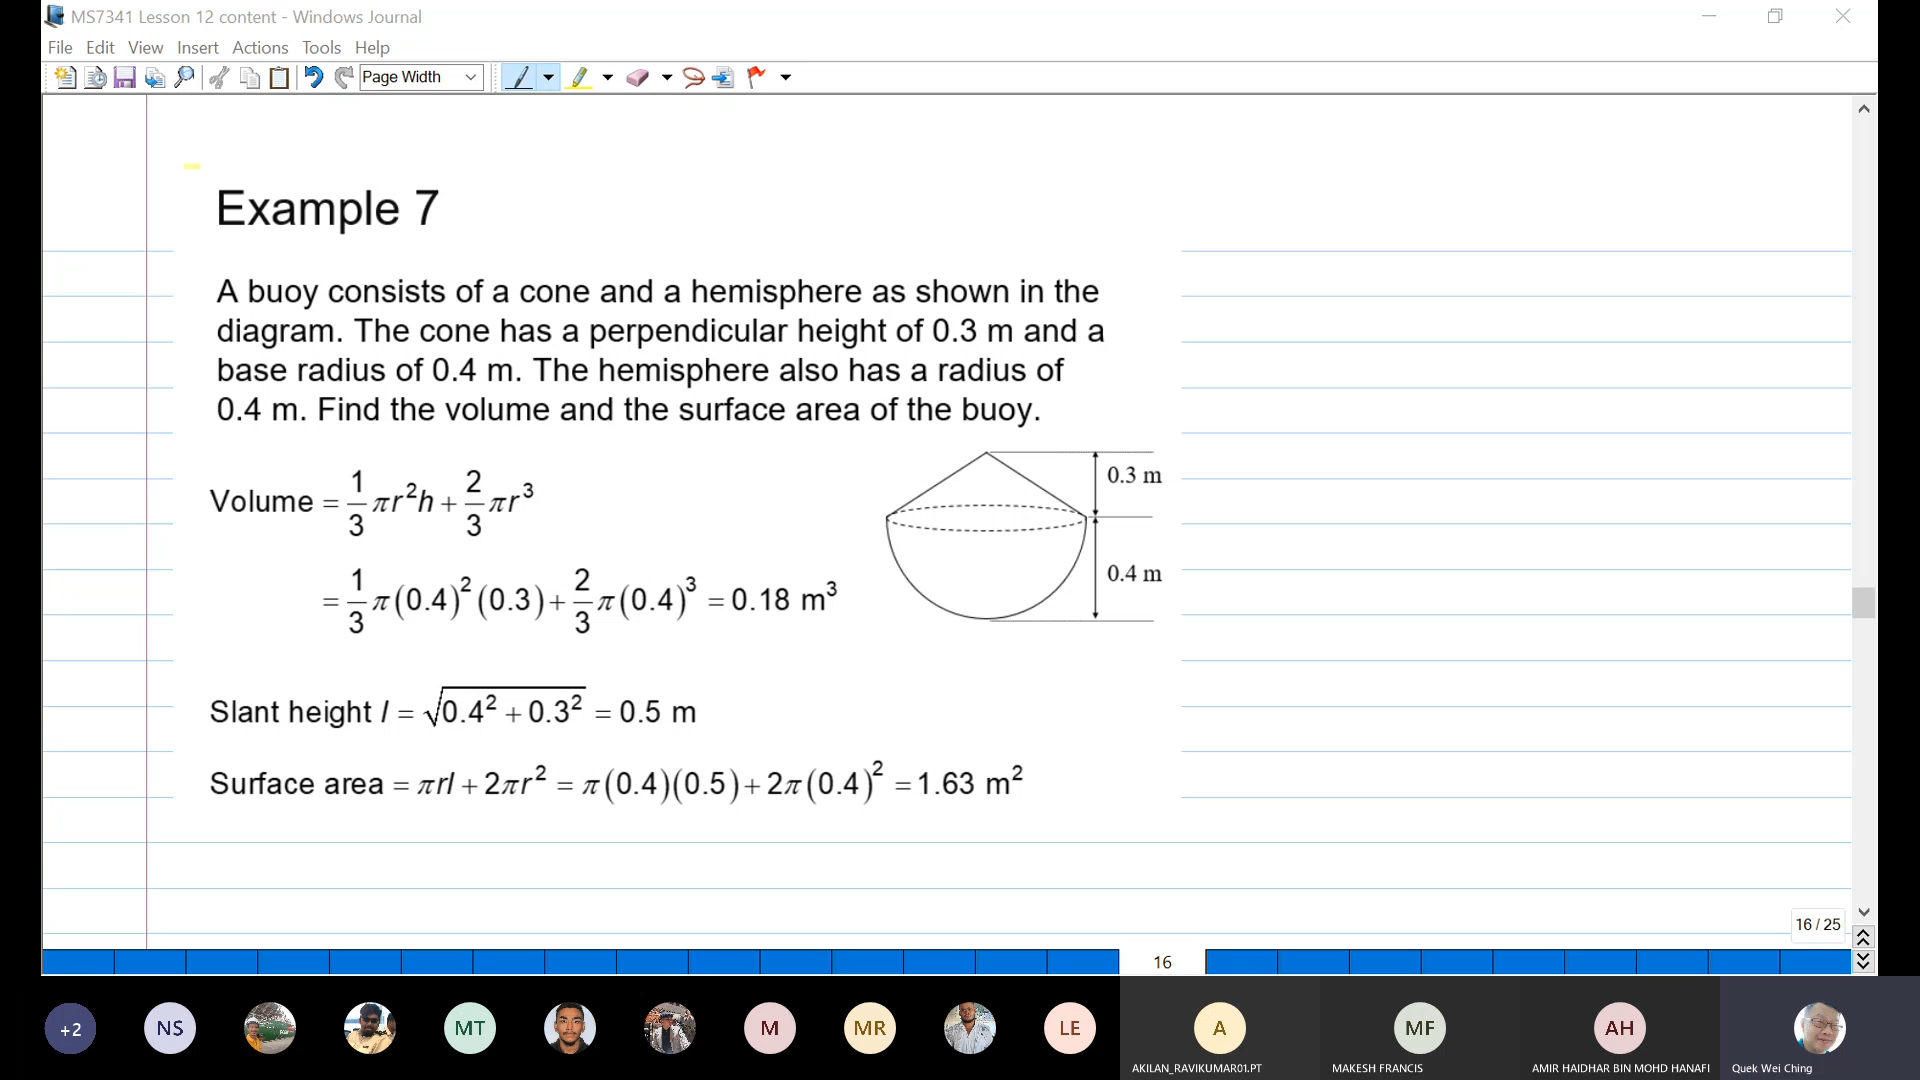 MS7341 Lesson 12 content - Windows Journal
File Edit View Insert Actions Tools Help
Page Width
Example 7
A buoy consists of a cone and a hemisphere as shown in the
diagram. The cone has a perpendicular height of 0.3 m and a
base radius of 0.4 m. The hemisphere also has a radius of
0.4 m. Find the volume and the surface area of the buoy.
Volume = 1/3 πr²h + 2/3 πr³
= 1/3 π(0.4)²(0.3) + 2/3 π(0.4)³ = 0.18 m³
0.3 m
0.4 m
Slant height l = √(0.4² + 0.3²) = 0.5 m
Surface area = πrl + 2πr² = π(0.4)(0.5) + 2π(0.4)² = 1.63 m²
16 / 25
16
+2 NS MT M MR LE A MF AH
AKILAN_RAVIKUMAR01.PT MAKESH FRANCIS AMIR HAIDHAR BIN MOHD HANAFI Quek Wei Ching